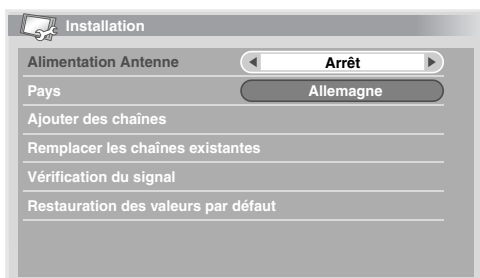 Installation
Alimentation Antenne Arrêt
Pays Allemagne
Ajouter des chaînes
Remplacer les chaînes existantes
Vérification du signal
Restauration des valeurs par défaut